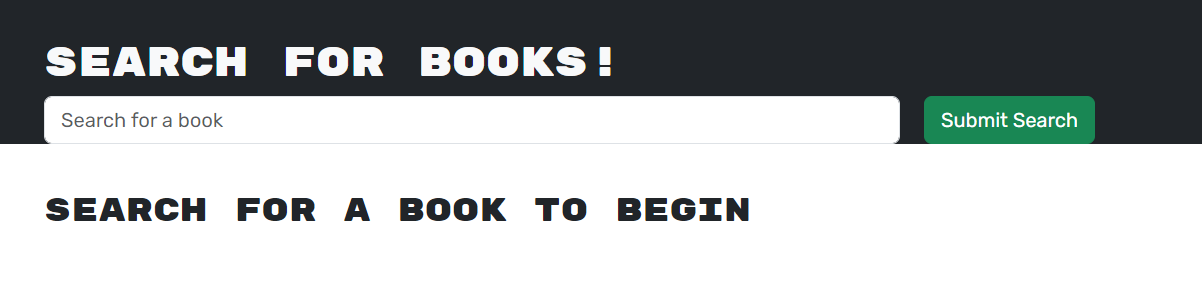 SEARCH FOR BOOKS!
Search for a book
Submit Search
SEARCH FOR A BOOK TO BEGIN